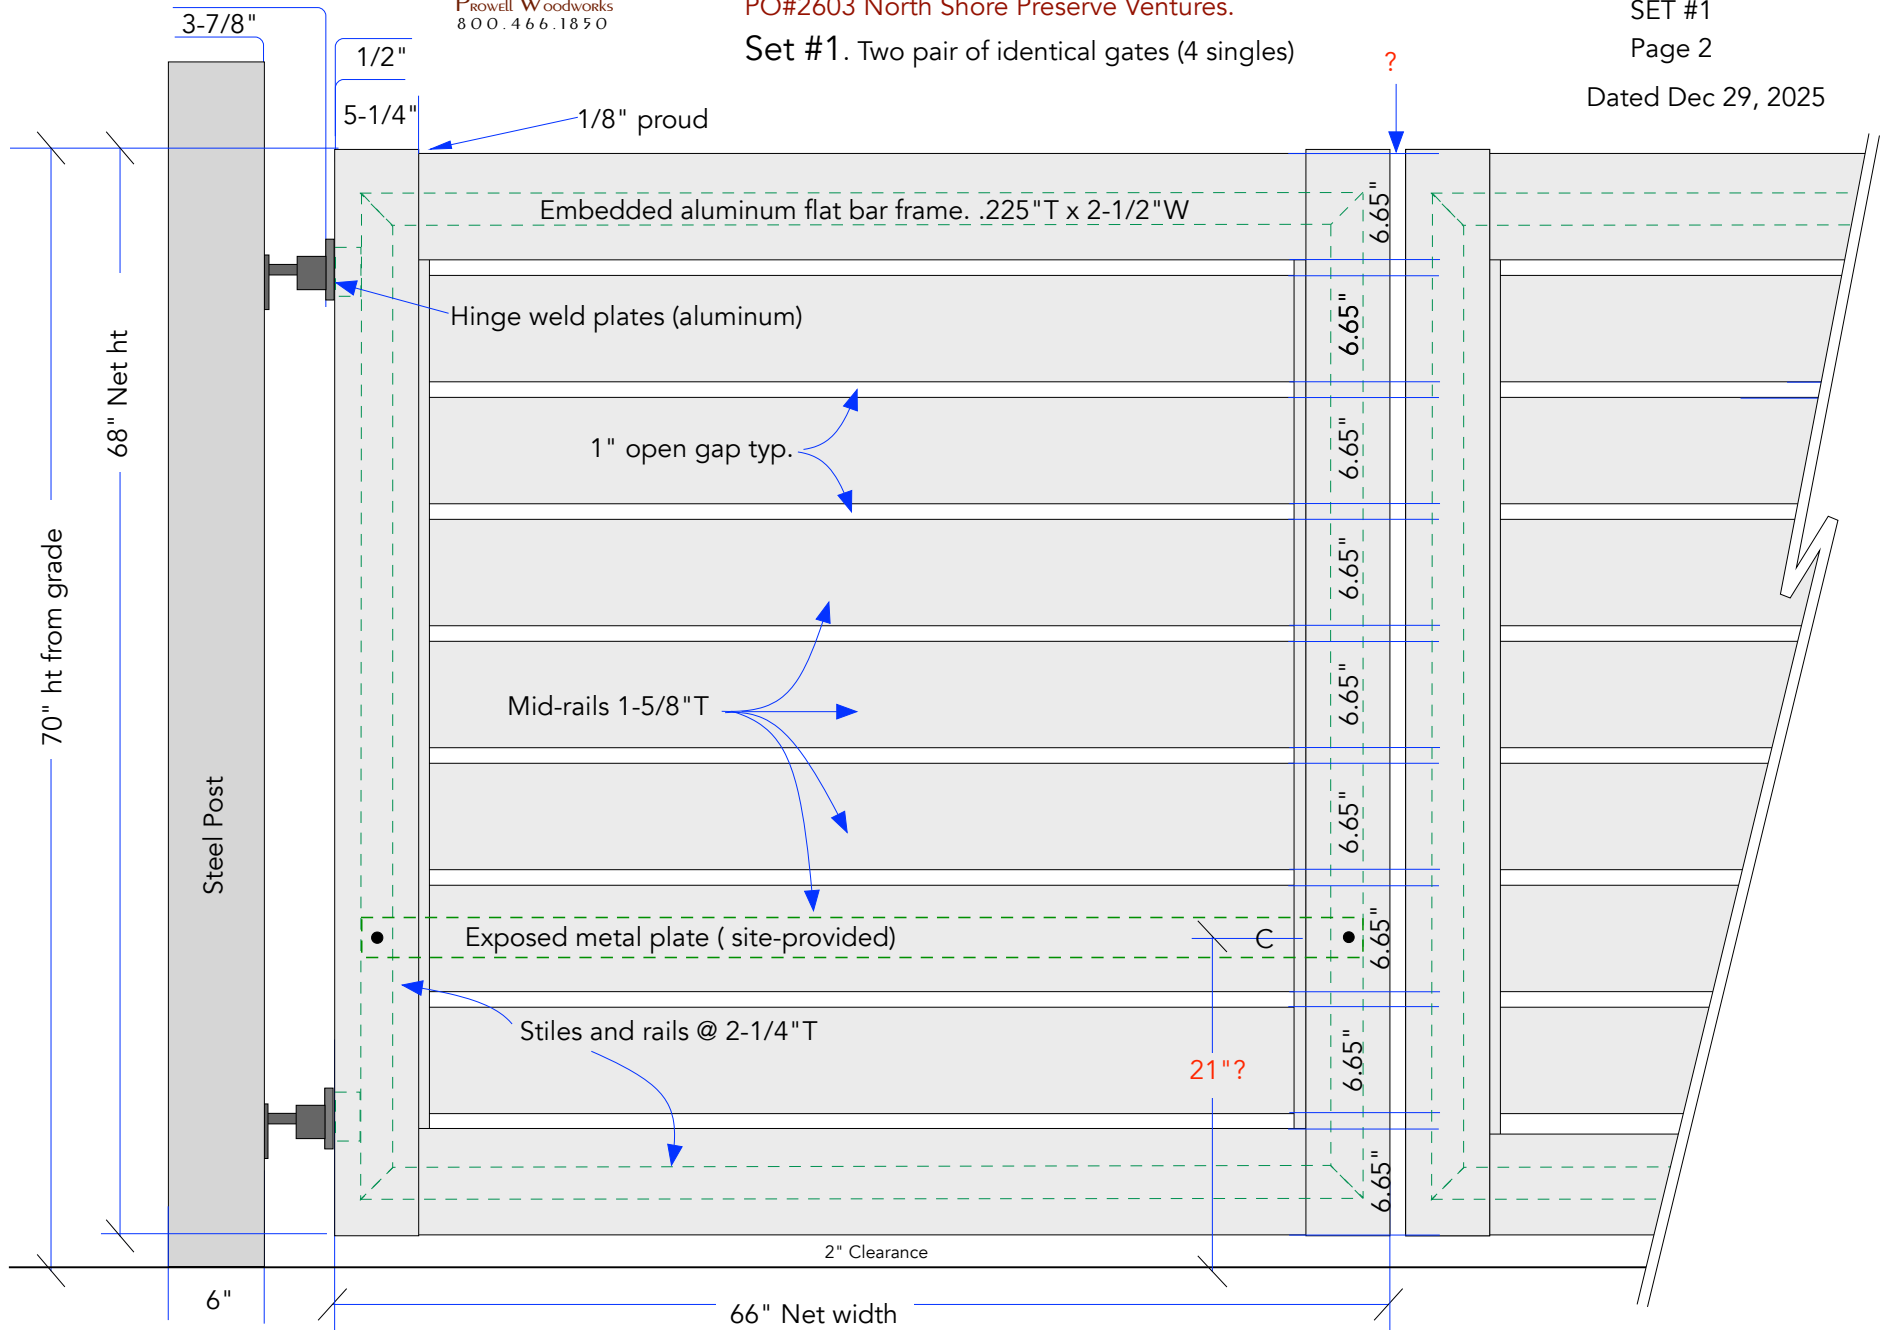 Prowell Woodworks
800.466.1850
PO#2603 North Shore Preserve Ventures.
Set #1. Two pair of identical gates (4 singles)
SET #1
Page 2
Dated Dec 29, 2025
3-7/8"
1/2"
5-1/4"
1/8" proud
?
Embedded aluminum flat bar frame. .225"T x 2-1/2"W
6.65"
Hinge weld plates (aluminum)
6.65"
68" Net ht
1" open gap typ.
6.65"
6.65"
70" ht from grade
Mid-rails 1-5/8"T
6.65"
Steel Post
6.65"
Exposed metal plate ( site-provided)
C
6.65"
Stiles and rails @ 2-1/4"T
21"?
6.65"
6.65"
2" Clearance
6"
66" Net width